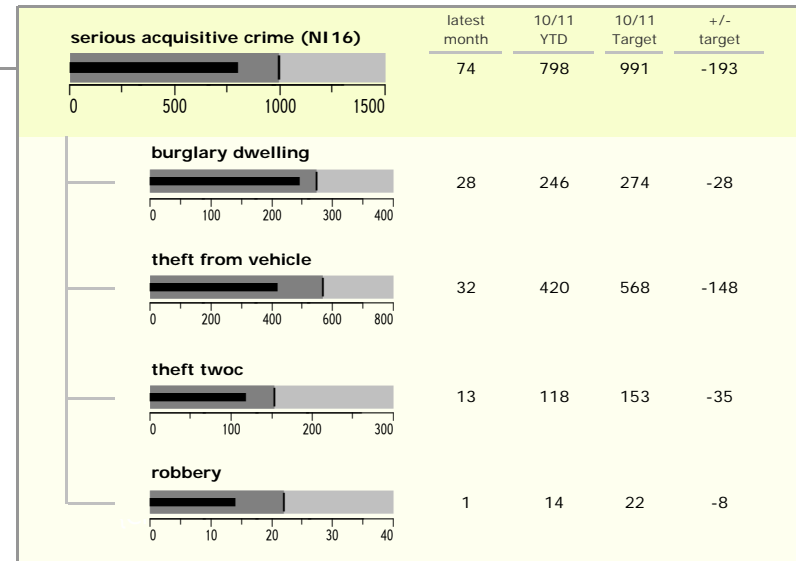 latest 10/11 10/11 +/-
serious acquisitive crime (NI16) month YTD Target target
74 798 991 -193
0 500 1000 1500
burglary dwelling
28 246 274 -28
0 100 200 300 400
theft from vehicle
32 420 568 -148
0 200 400 600 800
theft twoc
13 118 153 -35
0 100 200 300
robbery
1 14 22 -8
0 10 20 30 40